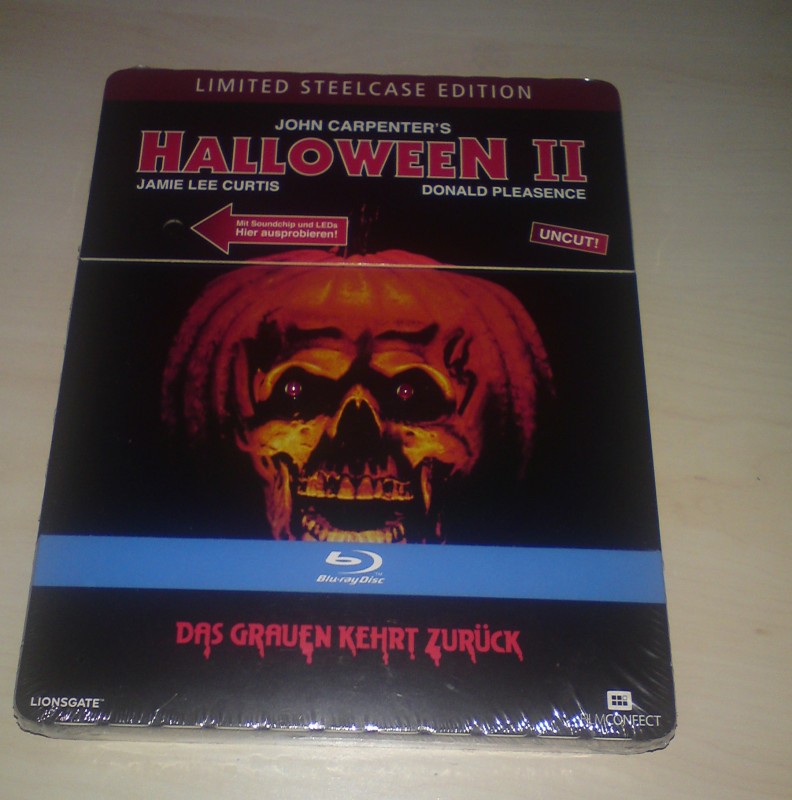 LIMITED STEELCASE EDITION
JOHN CARPENTER'S
HALLOWEEN II
JAMIE LEE CURTIS
DONALD PLEASENCE
Mit Soundchip und LEDs
Hier ausprobieren!
UNCUT!
Blu-ray Disc
DAS GRAUEN KEHRT ZURÜCK
LIONSGATE™
FILMCONFECT